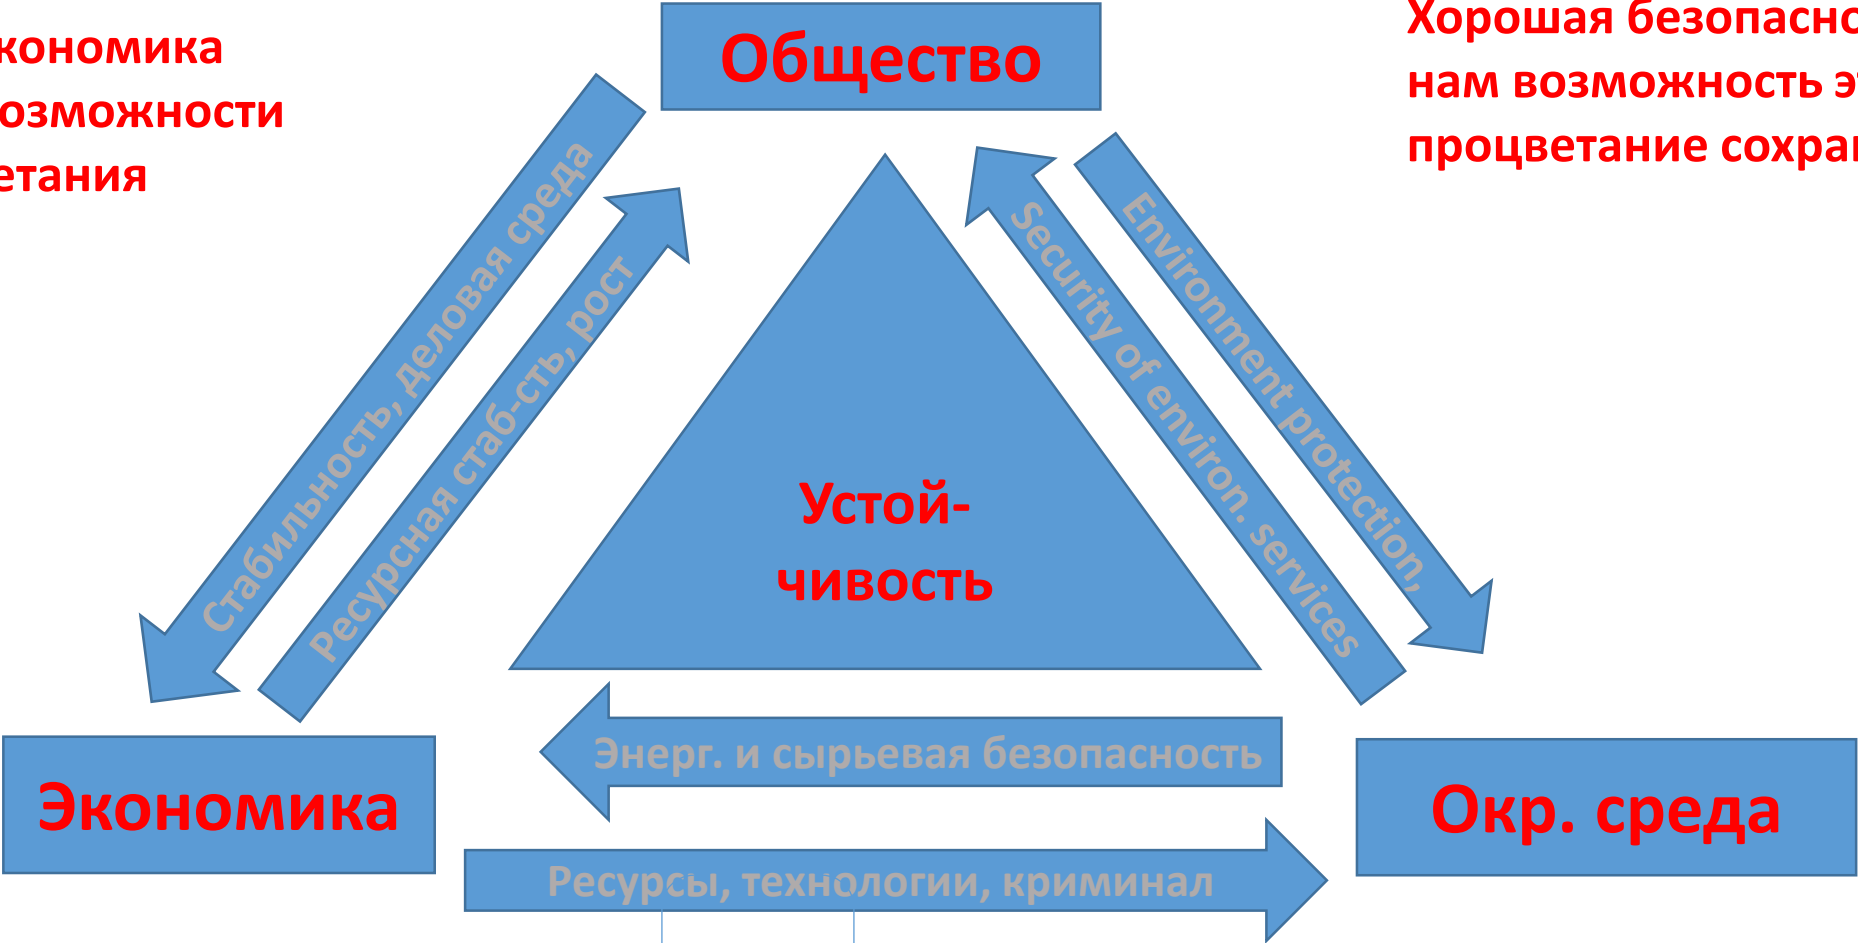 кономика
озможности
етания
Общество
Хорошая безопасно
нам возможность э
процветание сохра
Стабильность, деловая среда
Ресурсная стаб-сть, рост
Security of environ. services
Environment protection,
Устой-
чивость
Энерг. и сырьевая безопасность
Экономика
Окр. среда
Ресурсы, технологии, криминал